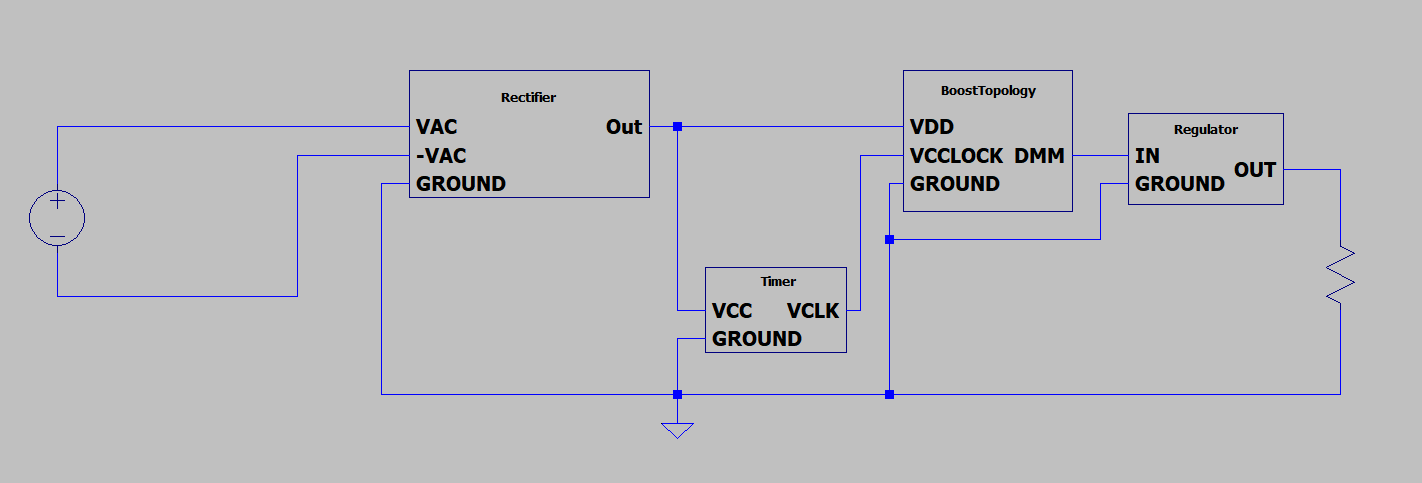 Rectifier
VAC
-VAC
GROUND
Out
BoostTopology
VDD
VCCLOCK
GROUND
DMM
Regulator
IN
GROUND
OUT
Timer
VCC
GROUND
VCLK